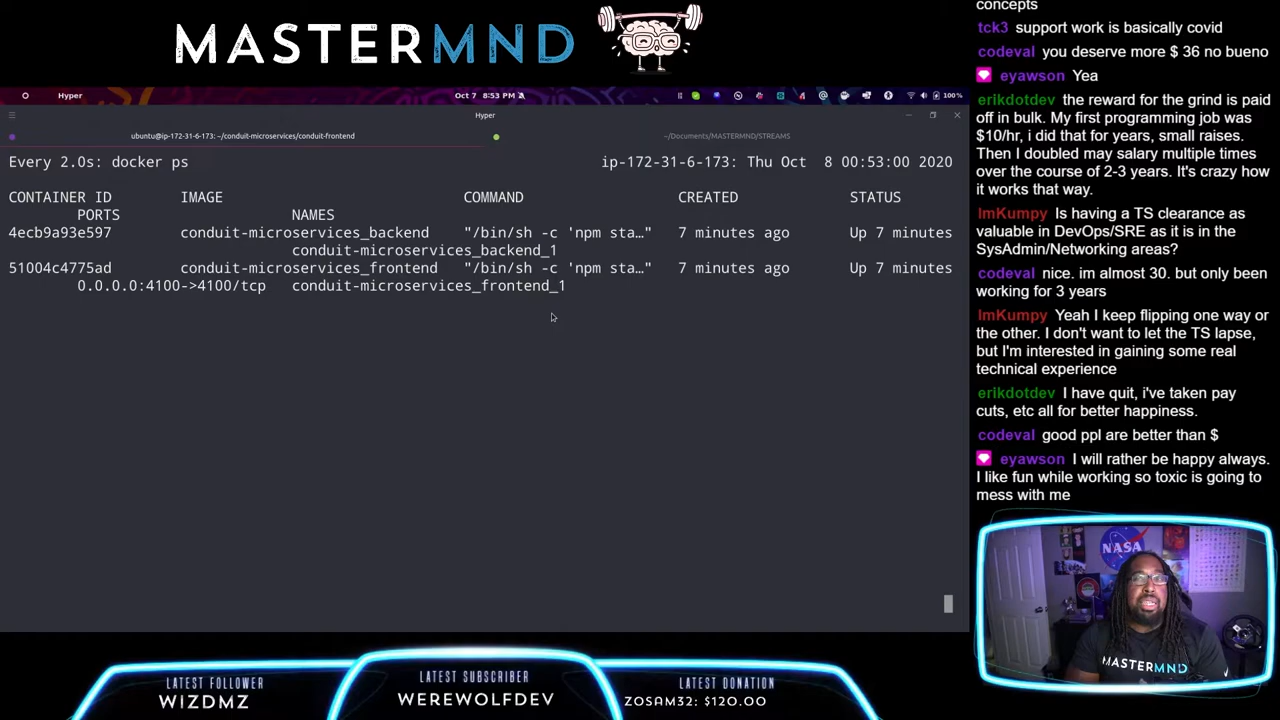 MASTERMND
Hyper
Oct 7 8:53 PM
100%
Hyper
ubuntu@ip-172-31-6-173: ~/conduit-microservices/conduit-frontend
~/Documents/MASTERMND/STREAMS
Every 2.0s: docker ps
ip-172-31-6-173: Thu Oct 8 00:53:00 2020
CONTAINER ID IMAGE COMMAND CREATED STATUS
PORTS NAMES
4ecb9a93e597 conduit-microservices_backend "/bin/sh -c 'npm sta…" 7 minutes ago Up 7 minutes
conduit-microservices_backend_1
51004c4775ad conduit-microservices_frontend "/bin/sh -c 'npm sta…" 7 minutes ago Up 7 minutes
0.0.0.0:4100->4100/tcp conduit-microservices_frontend_1
concepts
tck3 support work is basically covid
codeval you deserve more $ 36 no bueno
eyawson Yea
erikdotdev the reward for the grind is paid
off in bulk. My first programming job was
$10/hr, i did that for years, small raises.
Then I doubled may salary multiple times
over the course of 2-3 years. It's crazy how
it works that way.
ImKumpy Is having a TS clearance as
valuable in DevOps/SRE as it is in the
SysAdmin/Networking areas?
codeval nice. im almost 30. but only been
working for 3 years
ImKumpy Yeah I keep flipping one way or
the other. I don't want to let the TS lapse,
but I'm interested in gaining some real
technical experience
erikdotdev I have quit, i've taken pay
cuts, etc all for better happiness.
codeval good ppl are better than $
eyawson I will rather be happy always.
I like fun while working so toxic is going to
mess with me
NASA
MASTERMND
LATEST FOLLOWER
WIZDMZ
LATEST SUBSCRIBER
WEREWOLFDEV
LATEST DONATION
ZOSAM32: $120.00